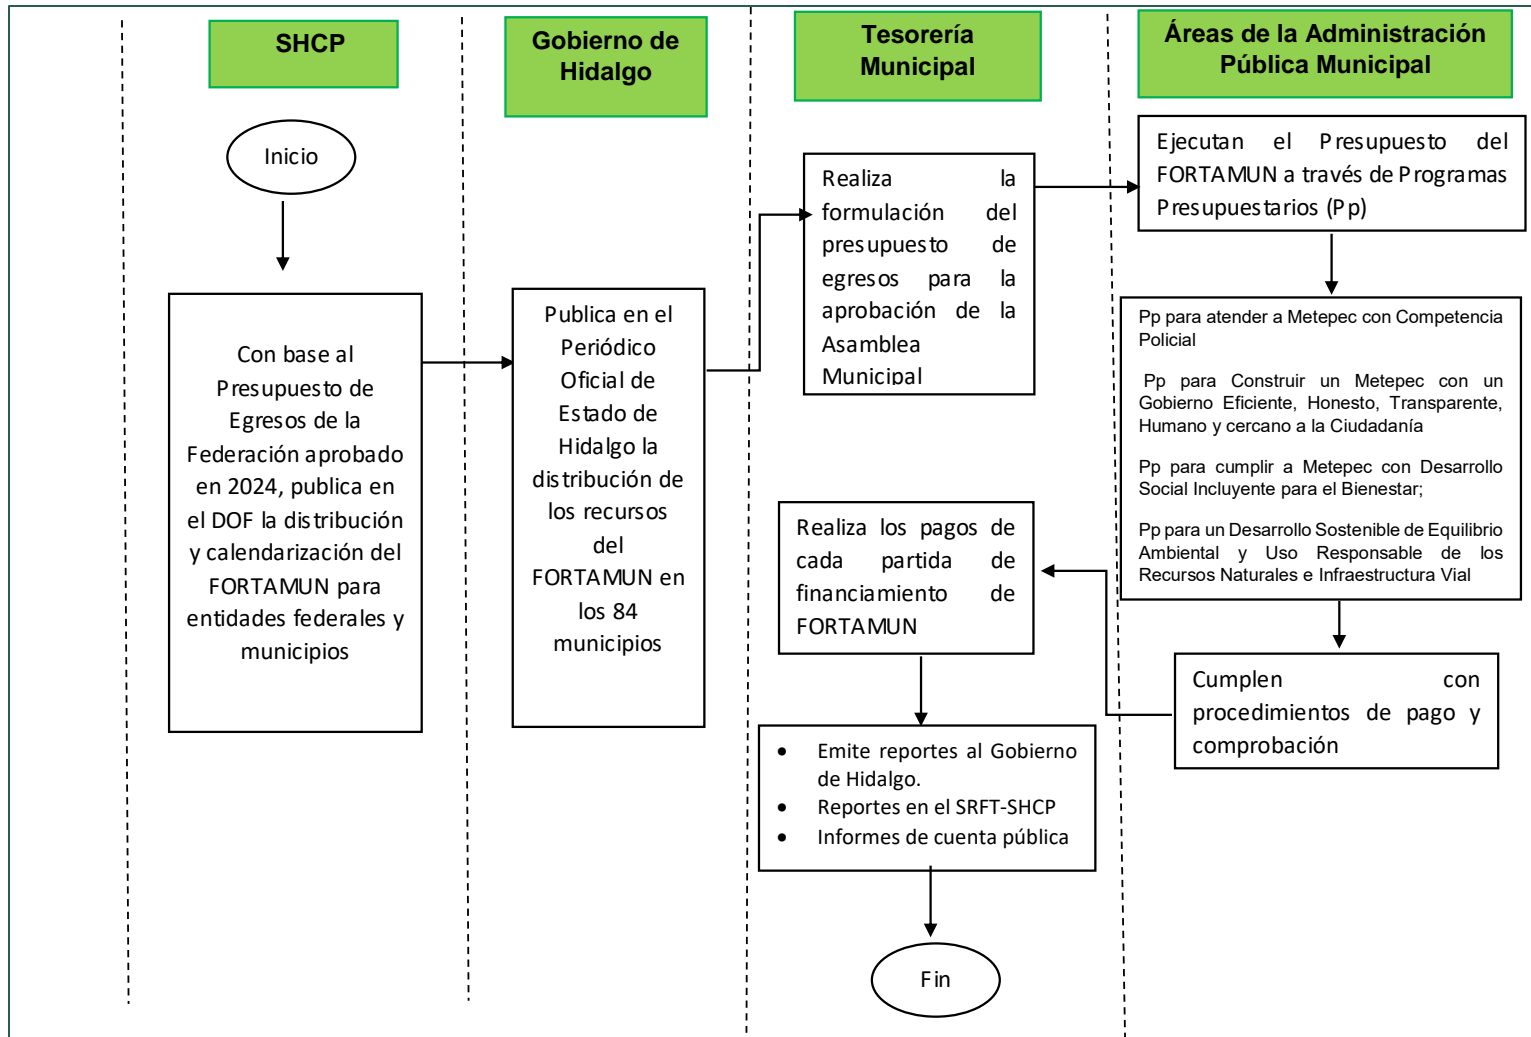 SHCP
Gobierno de
Hidalgo
Tesorería
Municipal
Áreas de la Administración
Pública Municipal
Inicio
Con base al
Presupuesto de
Egresos de la
Federación aprobado
en 2024, publica en
el DOF la distribución
y calendarización del
FORTAMUN para
entidades federales y
municipios
Publica en el
Periódico
Oficial de
Estado de
Hidalgo la
distribución de
los recursos
del
FORTAMUN en
los 84
municipios
Realiza la
formulación del
presupuesto de
egresos para la
aprobación de la
Asamblea
Municipal
Ejecutan el Presupuesto del
FORTAMUN a través de Programas
Presupuestarios (Pp)
Pp para atender a Metepec con Competencia
Policial
Pp para Construir un Metepec con un
Gobierno Eficiente, Honesto, Transparente,
Humano y cercano a la Ciudadanía
Pp para cumplir a Metepec con Desarrollo
Social Incluyente para el Bienestar;
Pp para un Desarrollo Sostenible de Equilibrio
Ambiental y Uso Responsable de los
Recursos Naturales e Infraestructura Vial
Cumplen con
procedimientos de pago y
comprobación
Realiza los pagos de
cada partida de
financiamiento de
FORTAMUN
• Emite reportes al Gobierno
de Hidalgo.
• Reportes en el SRFT-SHCP
• Informes de cuenta pública
Fin